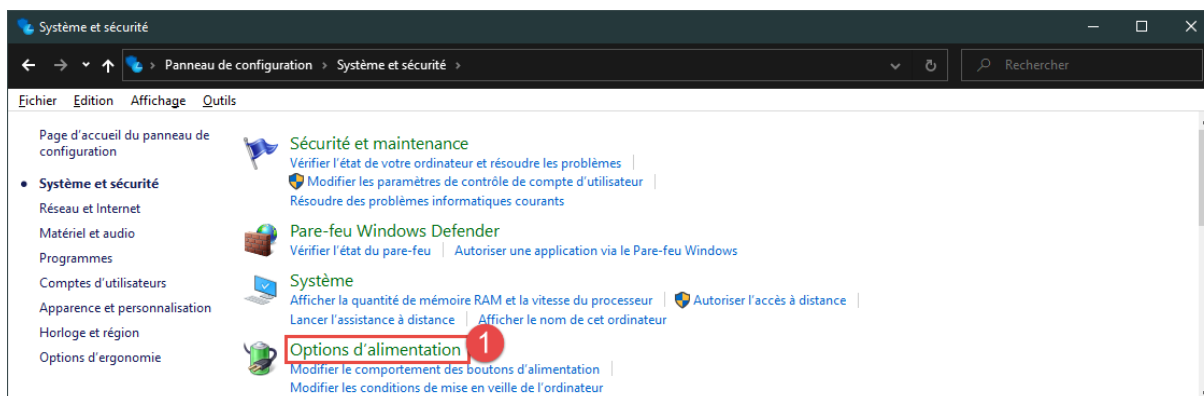 Système et sécurité
Panneau de configuration > Système et sécurité >
Rechercher
Fichier Edition Affichage Outils
Page d'accueil du panneau de
configuration
Système et sécurité
Réseau et Internet
Matériel et audio
Programmes
Comptes d'utilisateurs
Apparence et personnalisation
Horloge et région
Options d'ergonomie
Sécurité et maintenance
Vérifier l'état de votre ordinateur et résoudre les problèmes
Modifier les paramètres de contrôle de compte d'utilisateur
Résoudre des problèmes informatiques courants
Pare-feu Windows Defender
Vérifier l'état du pare-feu Autoriser une application via le Pare-feu Windows
Système
Afficher la quantité de mémoire RAM et la vitesse du processeur Autoriser l'accès à distance
Lancer l'assistance à distance Afficher le nom de cet ordinateur
Options d'alimentation 1
Modifier le comportement des boutons d'alimentation
Modifier les conditions de mise en veille de l'ordinateur